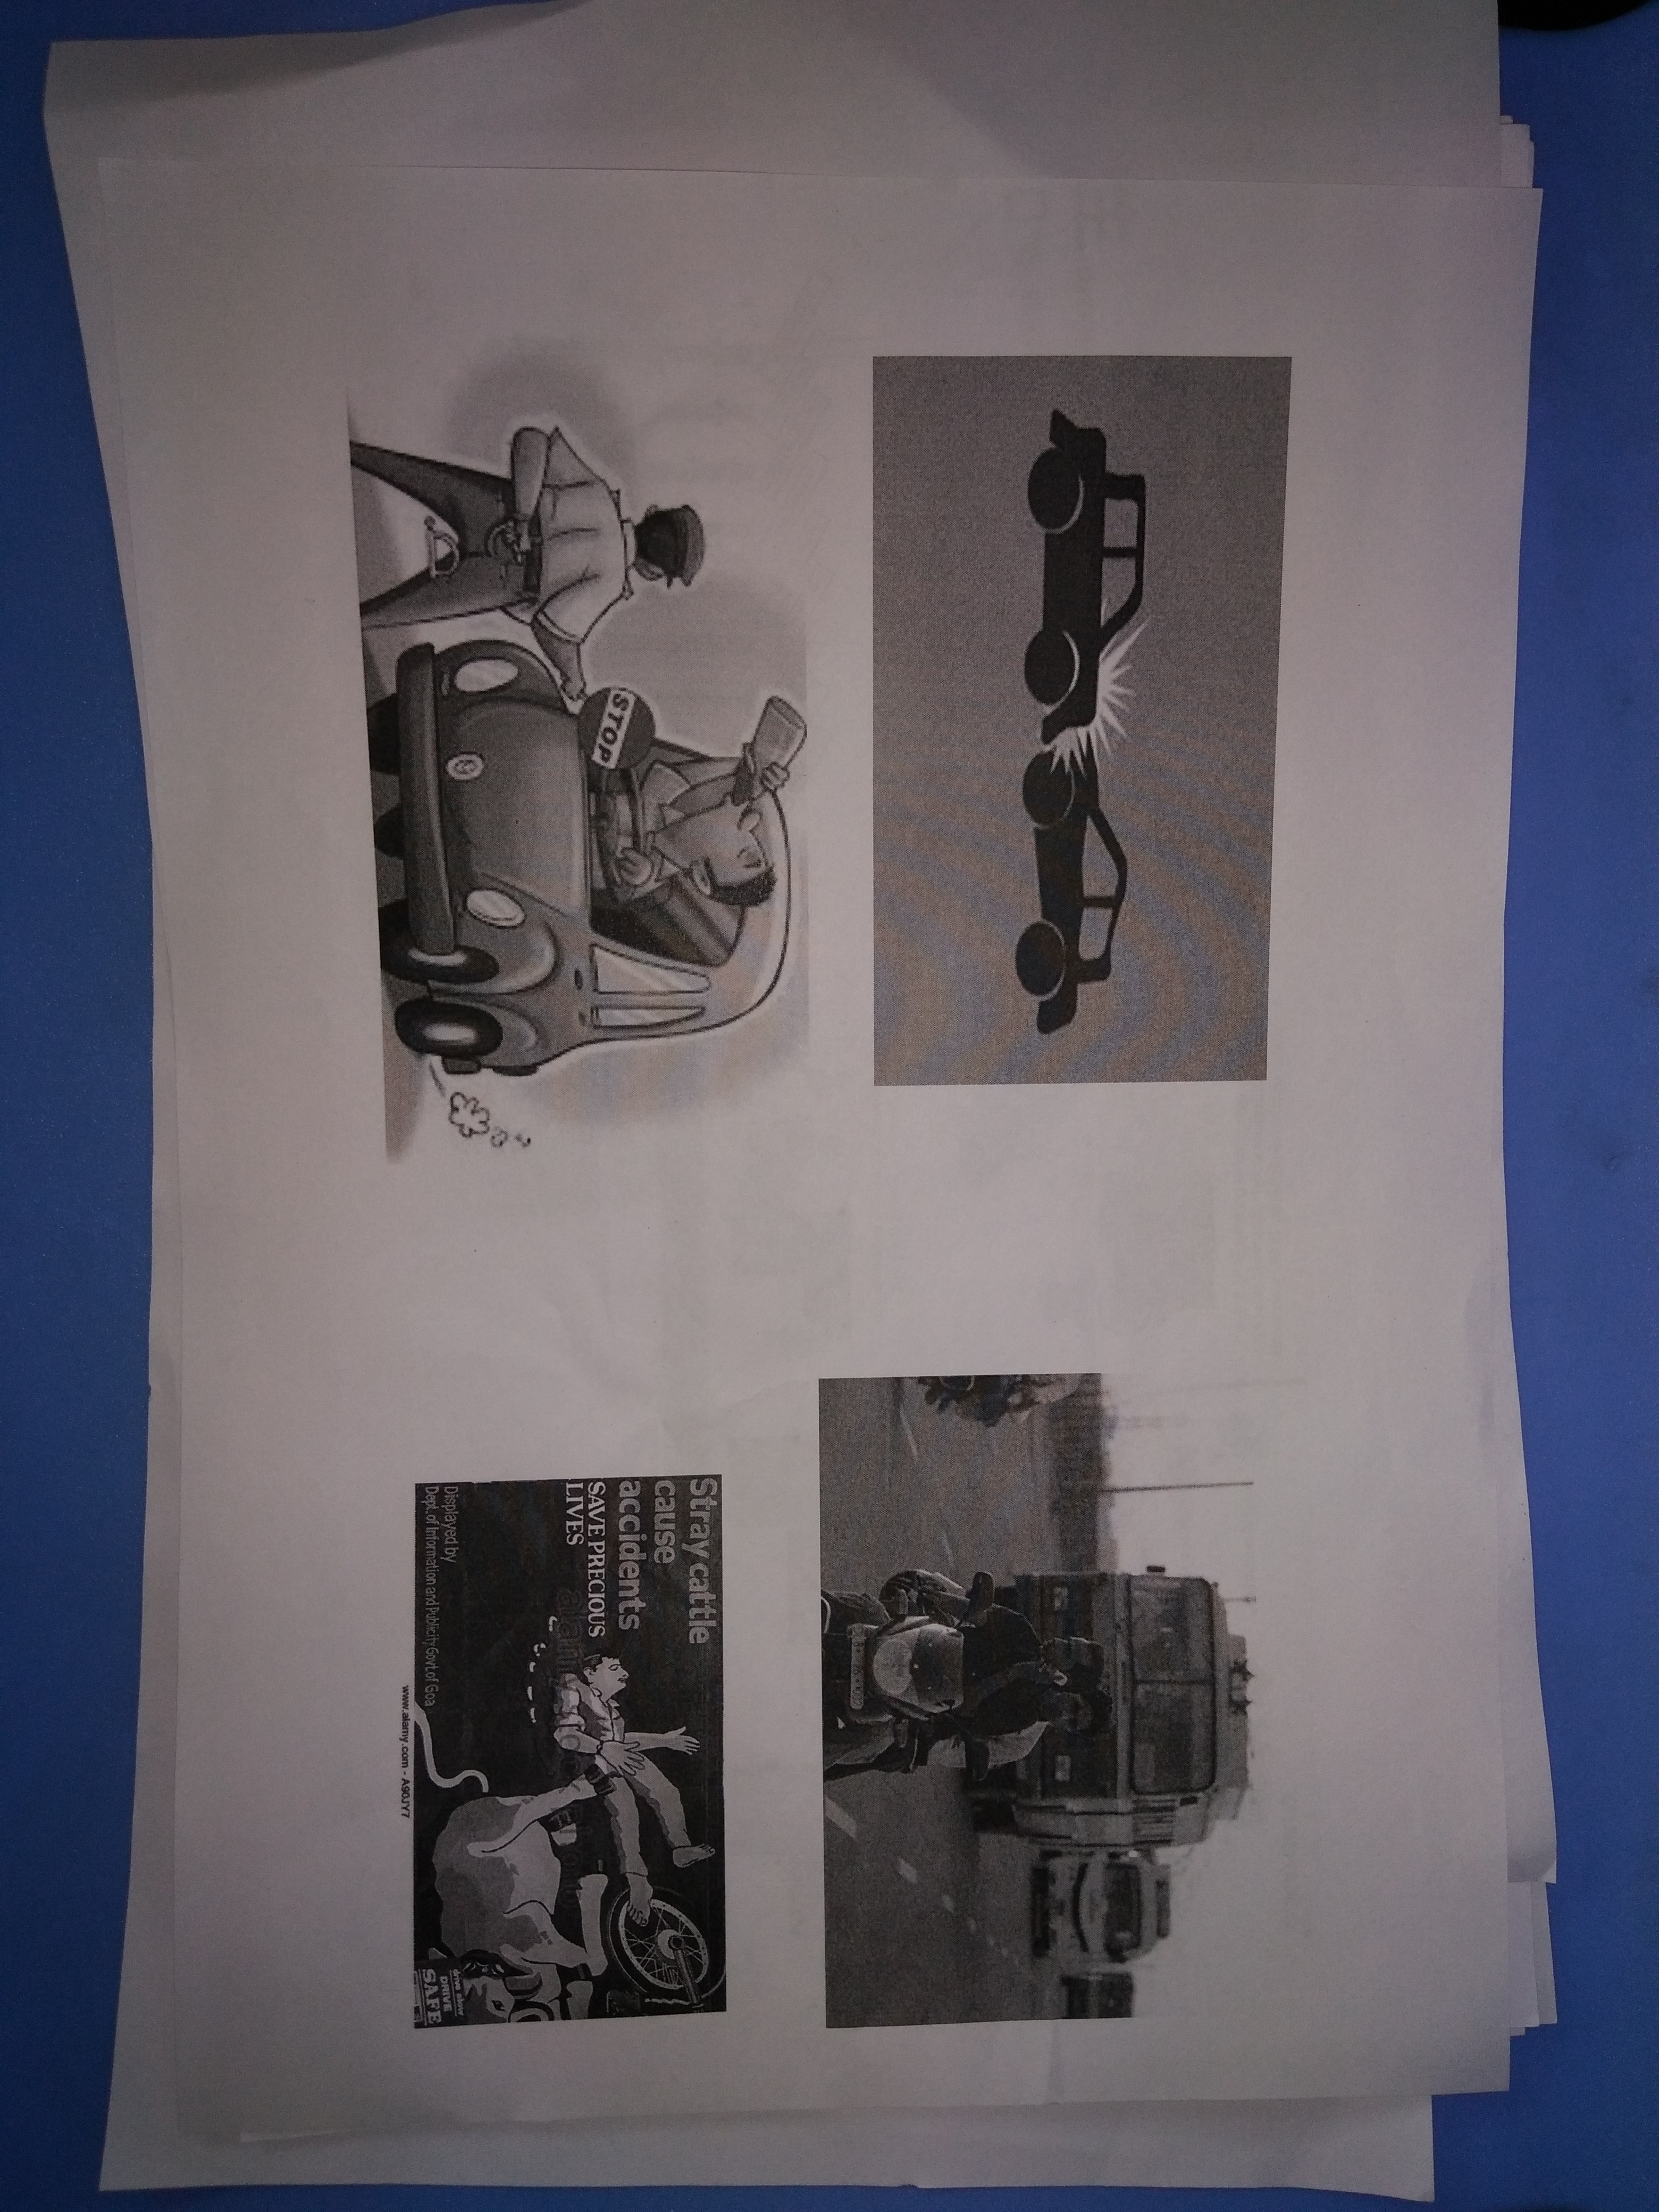 STOP
Stray cattle
cause
accidents
SAVE PRECIOUS
LIVES
Displayed by
Dept. of Information and Publicity Govt. of Goa
drive slow
DRIVE
SAFE
www.alamy.com - A90JY7